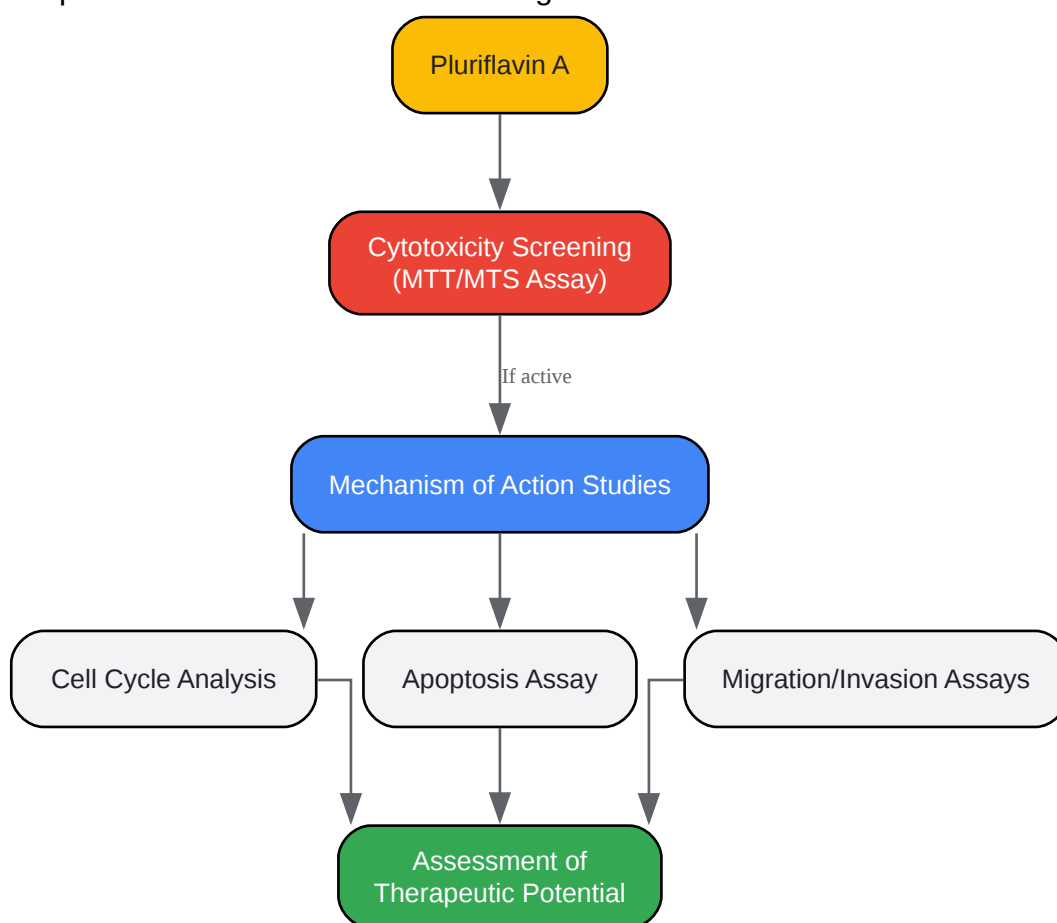 Pluriflavin A
Cytotoxicity Screening
(MTT/MTS Assay)
If active
Mechanism of Action Studies
Cell Cycle Analysis
Apoptosis Assay
Migration/Invasion Assays
Assessment of
Therapeutic Potential